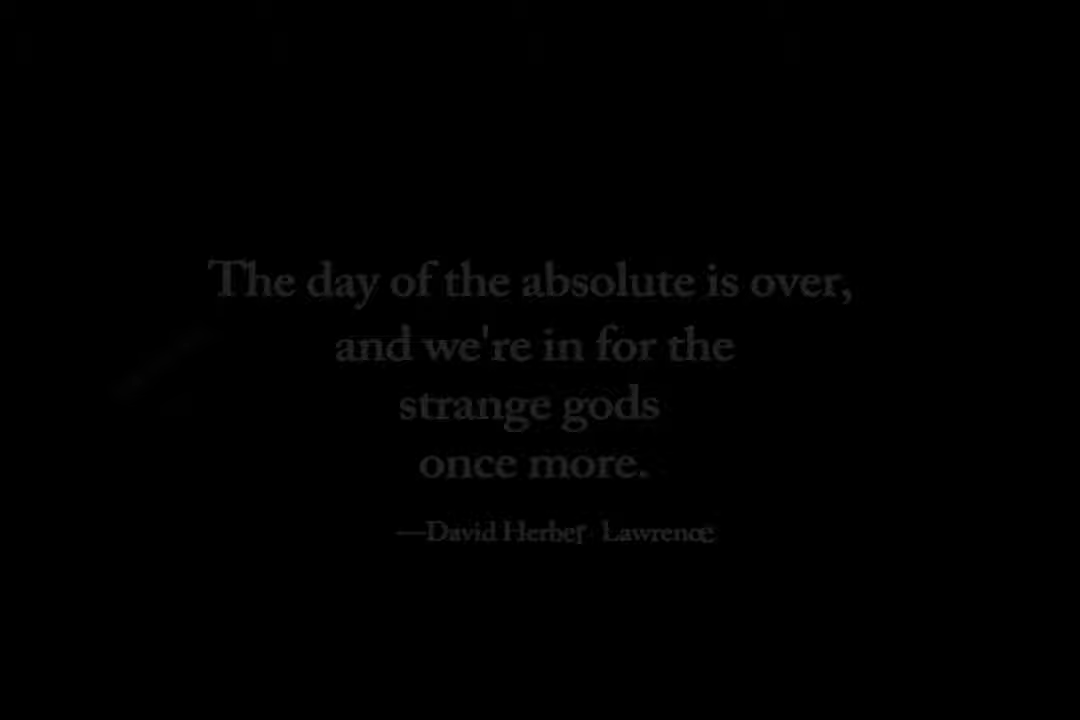 The day of the absolute is over,
and we're in for the
strange gods
once more.
—David Lawrence